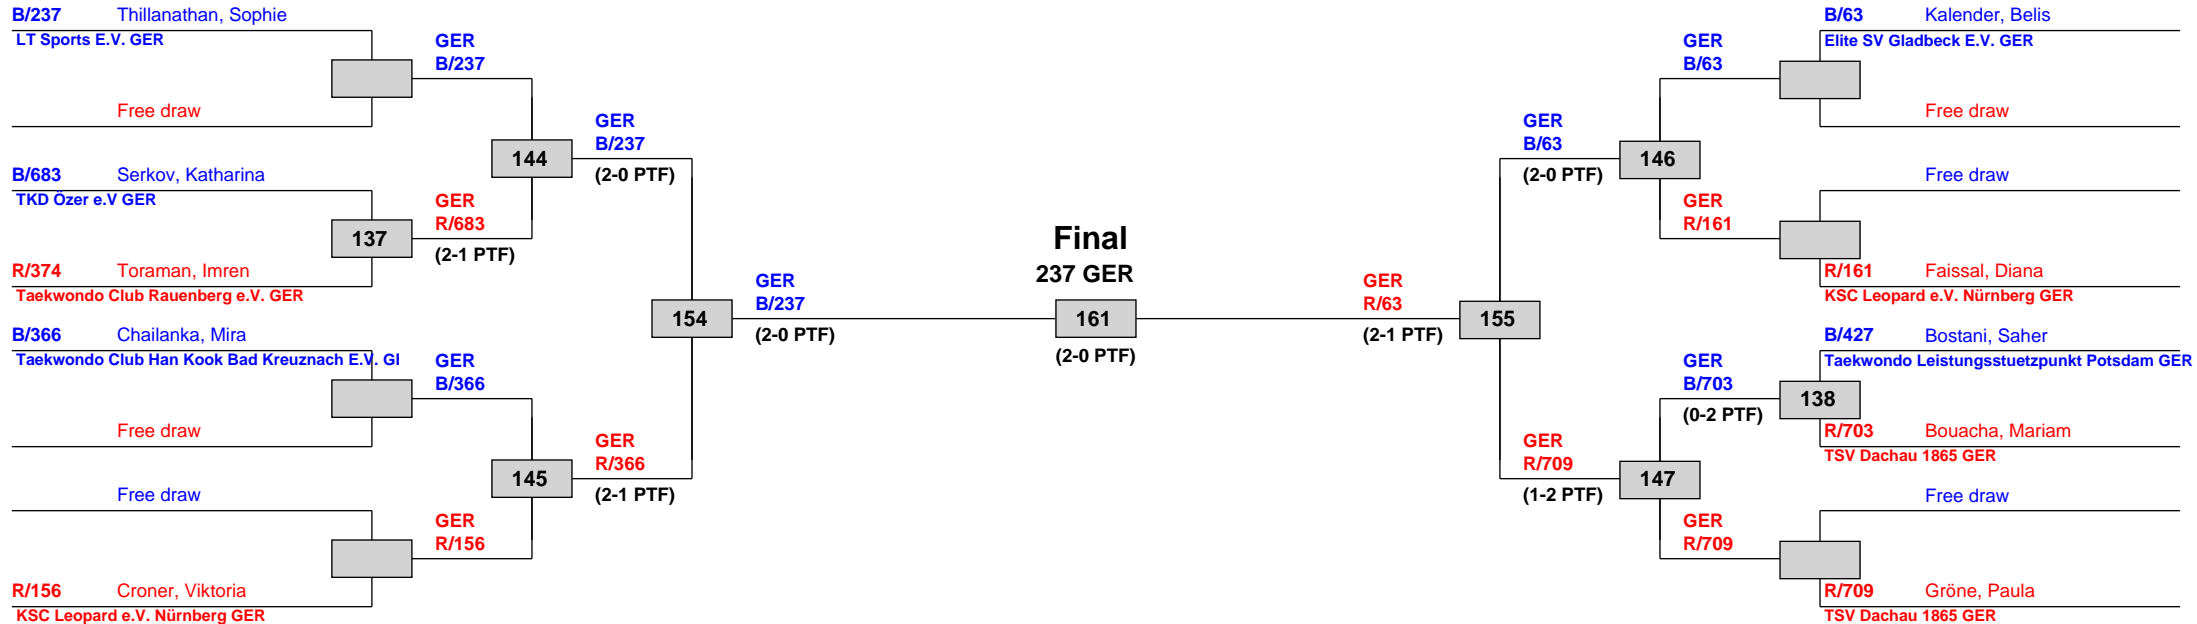 B/237 Thillanathan, Sophie
LT Sports E.V. GER
Free draw
B/683 Serkov, Katharina
TKD Özer e.V GER
137
R/374 Toraman, Imren
Taekwondo Club Rauenberg e.V. GER
B/366 Chailanka, Mira
Taekwondo Club Han Kook Bad Kreuznach E.V. GI
Free draw
Free draw
R/156 Croner, Viktoria
KSC Leopard e.V. Nürnberg GER
GER
B/237
144
GER
R/683
(2-1 PTF)
GER
B/366
145
GER
R/156
GER
B/237
(2-0 PTF)
154
GER
R/366
(2-1 PTF)
GER
B/237
(2-0 PTF)
Final
237 GER
161
(2-0 PTF)
GER
R/63
(2-1 PTF)
155
GER
B/63
(2-0 PTF)
GER
R/709
(1-2 PTF)
GER
B/63
146
GER
R/161
GER
B/703
(0-2 PTF)
147
GER
R/709
B/63 Kalender, Belis
Elite SV Gladbeck E.V. GER
Free draw
Free draw
R/161 Faissal, Diana
KSC Leopard e.V. Nürnberg GER
B/427 Bostani, Saher
Taekwondo Leistungsstuetzpunkt Potsdam GER
138
R/703 Bouacha, Mariam
TSV Dachau 1865 GER
Free draw
R/709 Gröne, Paula
TSV Dachau 1865 GER